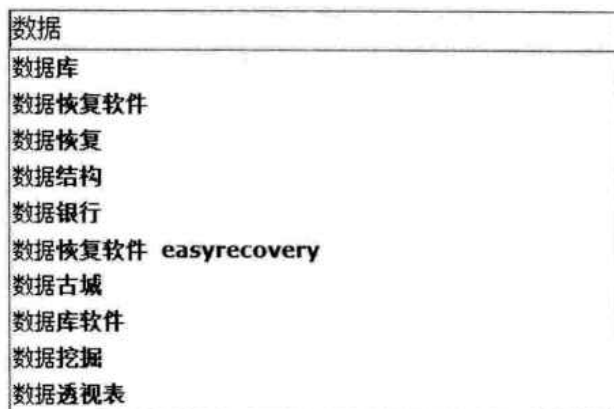 数据
数据库
数据恢复软件
数据恢复
数据结构
数据银行
数据恢复软件 easyrecovery
数据古城
数据库软件
数据挖掘
数据透视表